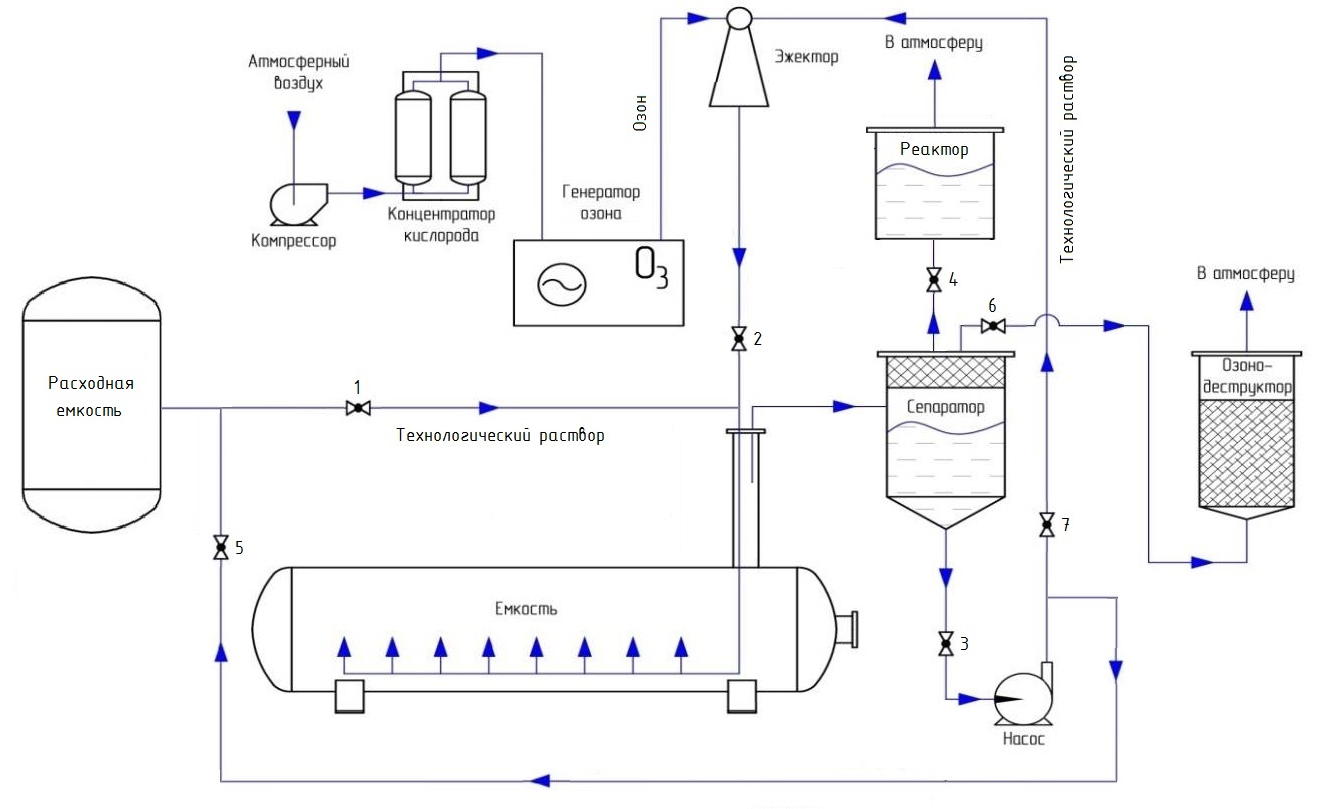 Атмосферный
воздух
Компрессор
Концентратор
кислорода
Генератор
озона
O3
Озон
Эжектор
В атмосферу
Реактор
Технологический раствор
4
6
В атмосферу
2
Расходная
емкость
1
Технологический раствор
Сепаратор
Озоно-
деструктор
5
7
Емкость
3
Насос